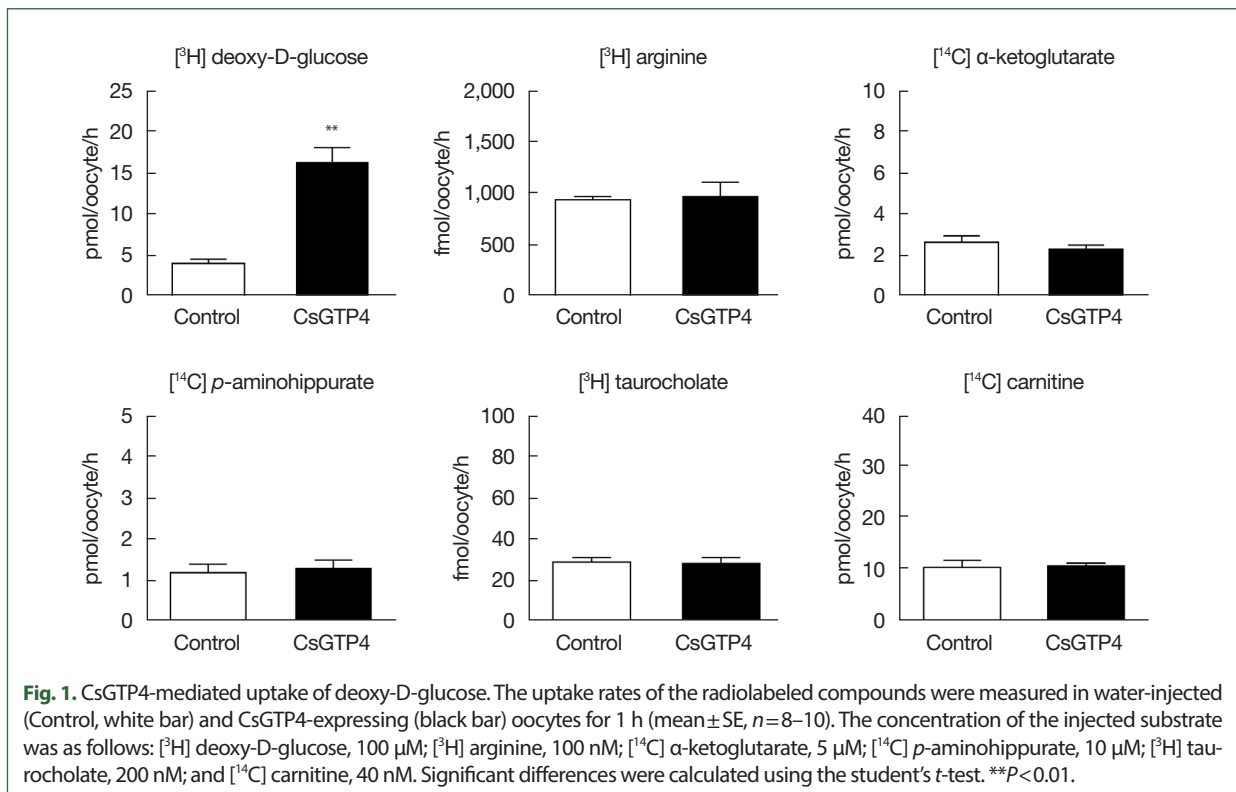 [³H] deoxy-D-glucose
pmol/oocyte/h
25
20
15
10
5
0
**
Control
CsGTP4
[³H] arginine
fmol/oocyte/h
2,000
1,500
1,000
500
0
Control
CsGTP4
[¹⁴C] α-ketoglutarate
pmol/oocyte/h
10
8
6
4
2
0
Control
CsGTP4
[¹⁴C] p-aminohippurate
pmol/oocyte/h
5
4
3
2
1
0
Control
CsGTP4
[³H] taurocholate
fmol/oocyte/h
100
80
60
40
20
0
Control
CsGTP4
[¹⁴C] carnitine
pmol/oocyte/h
40
30
20
10
0
Control
CsGTP4
Fig. 1. CsGTP4-mediated uptake of deoxy-D-glucose. The uptake rates of the radiolabeled compounds were measured in water-injected
(Control, white bar) and CsGTP4-expressing (black bar) oocytes for 1 h (mean±SE, n=8–10). The concentration of the injected substrate
was as follows: [³H] deoxy-D-glucose, 100 μM; [³H] arginine, 100 nM; [¹⁴C] α-ketoglutarate, 5 μM; [¹⁴C] p-aminohippurate, 10 μM; [³H] tau-
rocholate, 200 nM; and [¹⁴C] carnitine, 40 nM. Significant differences were calculated using the student’s t-test. **P<0.01.